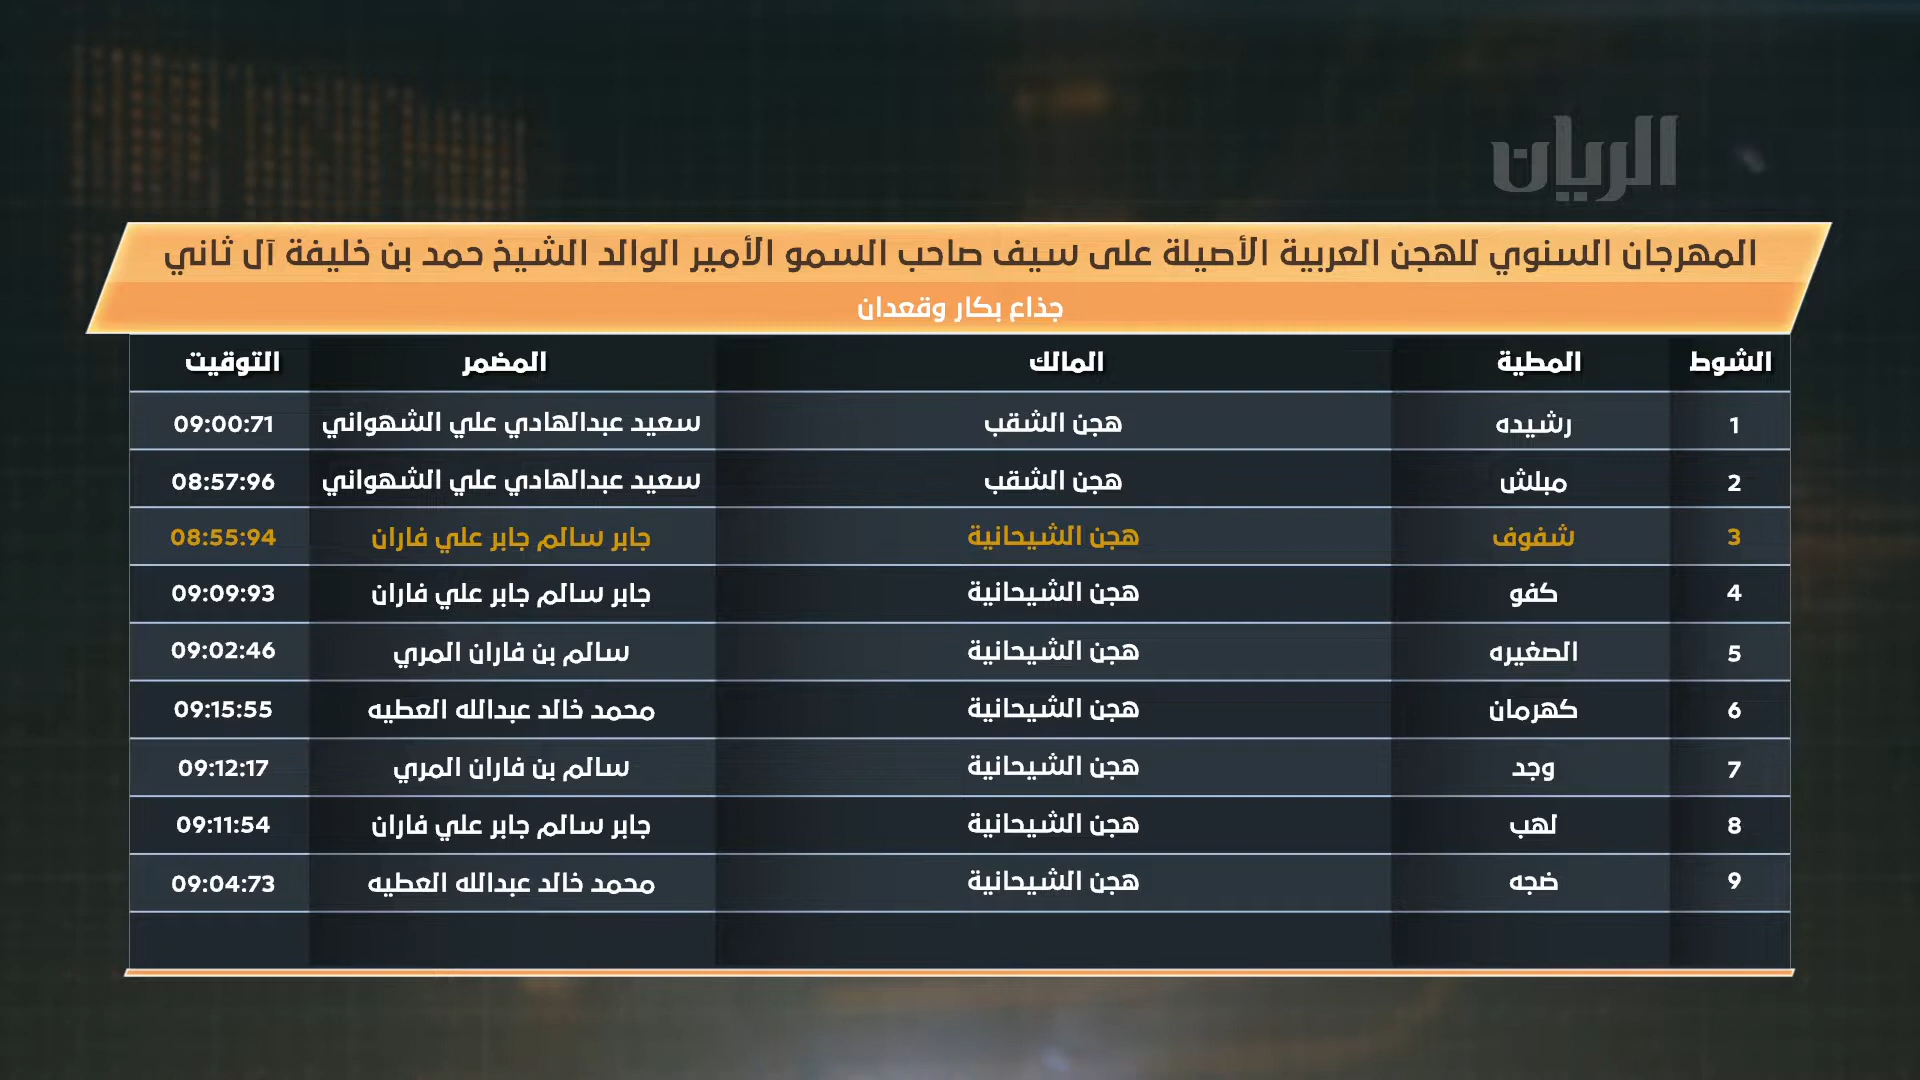 الريان
المهرجان السنوي للهجن العربية الأصيلة على سيف صاحب السمو الأمير الوالد الشيخ حمد بن خليفة آل ثاني
جذاع بكار وقعدان
الشوط المطية المالك المضمر التوقيت
1 رشيده هجن الشقب سعيد عبدالهادي علي الشهواني 09:00:71
2 مبلش هجن الشقب سعيد عبدالهادي علي الشهواني 08:57:96
3 شفوف هجن الشيحانية جابر سالم جابر علي فاران 08:55:94
4 كفو هجن الشيحانية جابر سالم جابر علي فاران 09:09:93
5 الصغيره هجن الشيحانية سالم بن فاران المري 09:02:46
6 كهرمان هجن الشيحانية محمد خالد عبدالله العطيه 09:15:55
7 وجد هجن الشيحانية سالم بن فاران المري 09:12:17
8 لهب هجن الشيحانية جابر سالم جابر علي فاران 09:11:54
9 ضجه هجن الشيحانية محمد خالد عبدالله العطيه 09:04:73